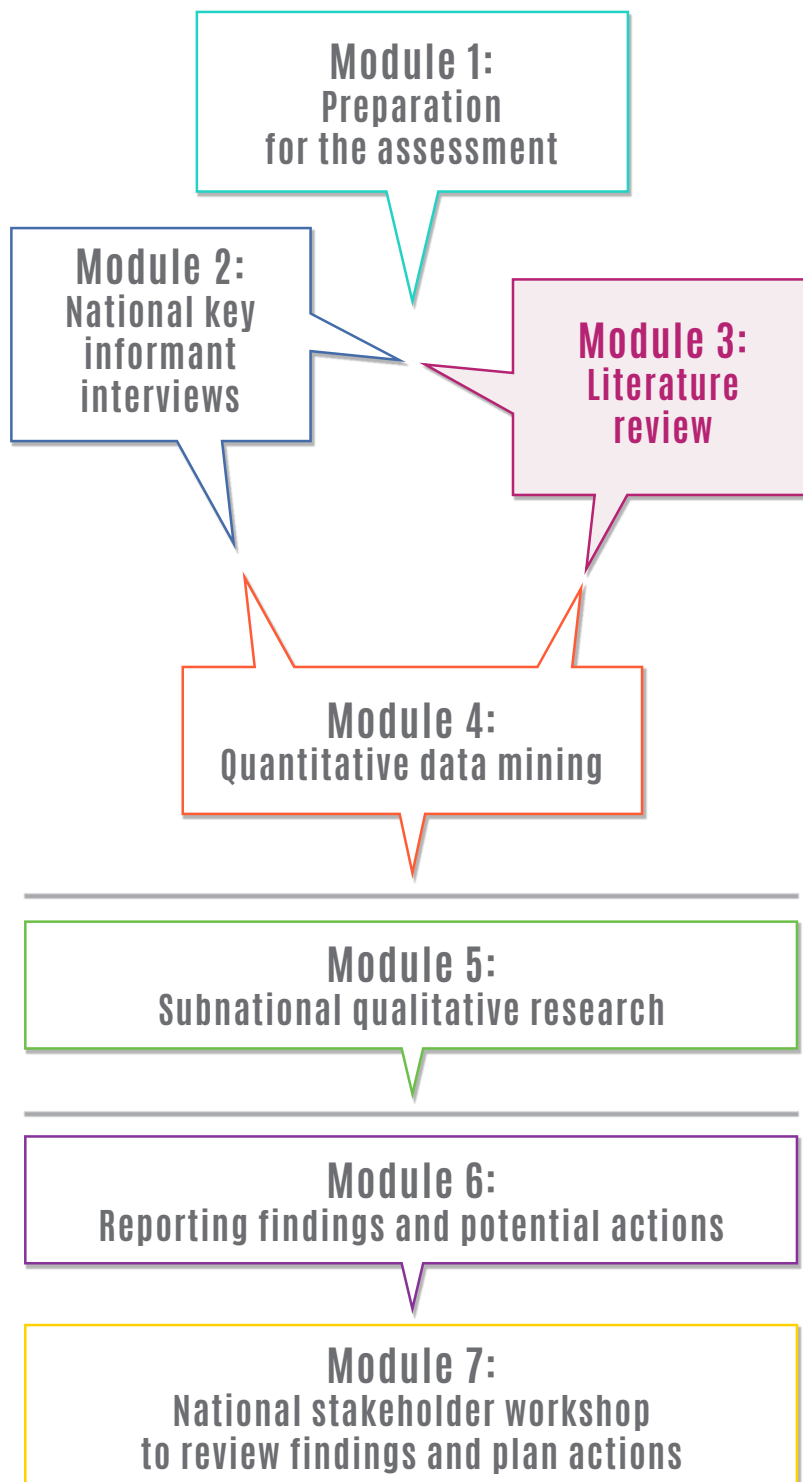 Module 1:
Preparation
for the assessment
Module 2:
National key
informant
interviews
Module 3:
Literature
review
Module 4:
Quantitative data mining
Module 5:
Subnational qualitative research
Module 6:
Reporting findings and potential actions
Module 7:
National stakeholder workshop
to review findings and plan actions